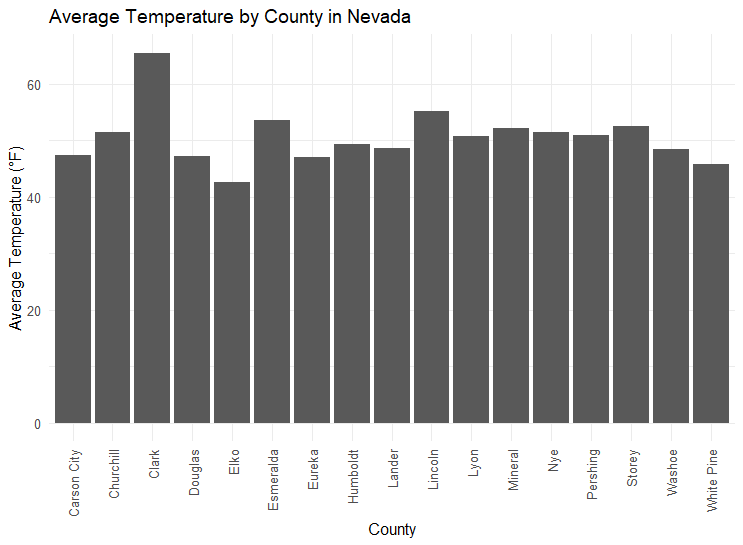 Average Temperature by County in Nevada
Average Temperature (°F)
60
40
20
0
Carson City
Churchill
Clark
Douglas
Elko
Esmeralda
Eureka
Humboldt
Lander
Lincoln
Lyon
Mineral
Nye
Pershing
Storey
Washoe
White Pine
County